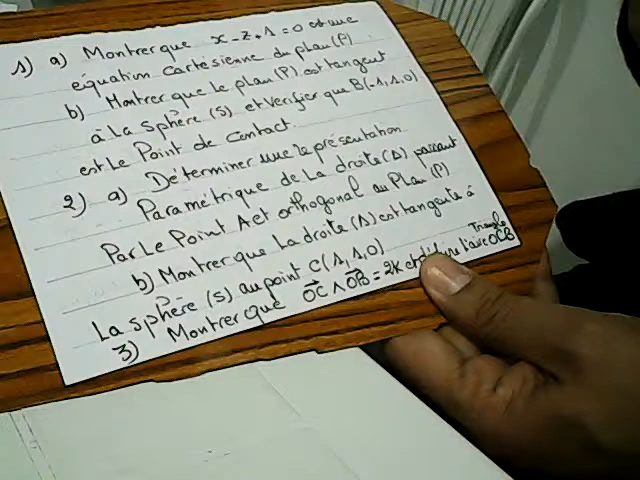 1) a) Montrer que x - z + 1 = 0 est une
équation cartésienne du plan (P).
b) Montrer que le plan (P) est tangent
à la sphère (S) et vérifier que B(-1,1,0)
est le Point de contact.
2) a) Déterminer une représentation
Paramétrique de la droite (Δ) passant
Par Le Point A et orthogonal au Plan (P)
b) Montrer que La droite (Δ) est tangente à
La sphère (S) au point C(1,1,0)
3) Montrer que OC ∧ OB = 2k et déduire l'aire OCB
Triangle